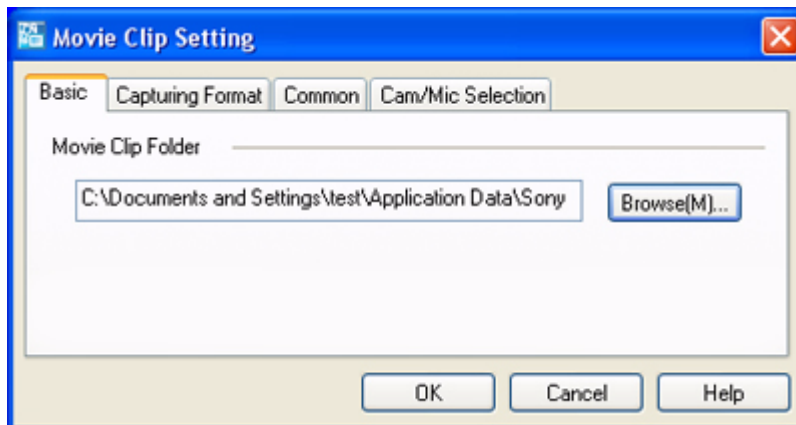 Movie Clip Setting
Basic Capturing Format Common Cam/Mic Selection
Movie Clip Folder
C:\Documents and Settings\test\Application Data\Sony Browse(M)...
OK Cancel Help